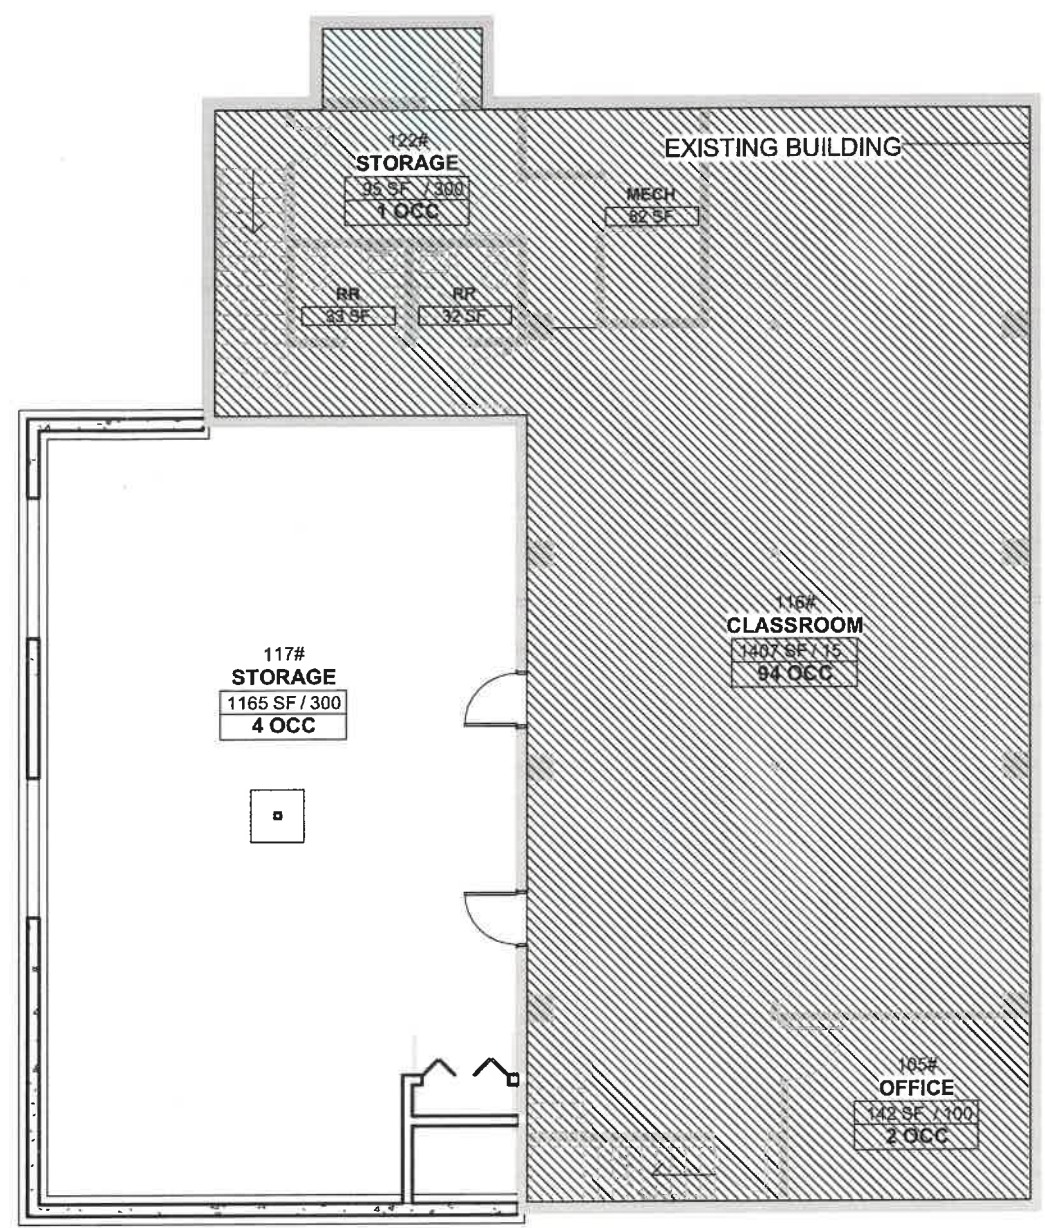 122#
STORAGE
95 SF / 300
1 OCC
EXISTING BUILDING
MECH
82 SF
RR
33 SF
RR
32 SF
116#
CLASSROOM
1407 SF / 15
94 OCC
117#
STORAGE
1165 SF / 300
4 OCC
105#
OFFICE
142 SF / 100
2 OCC